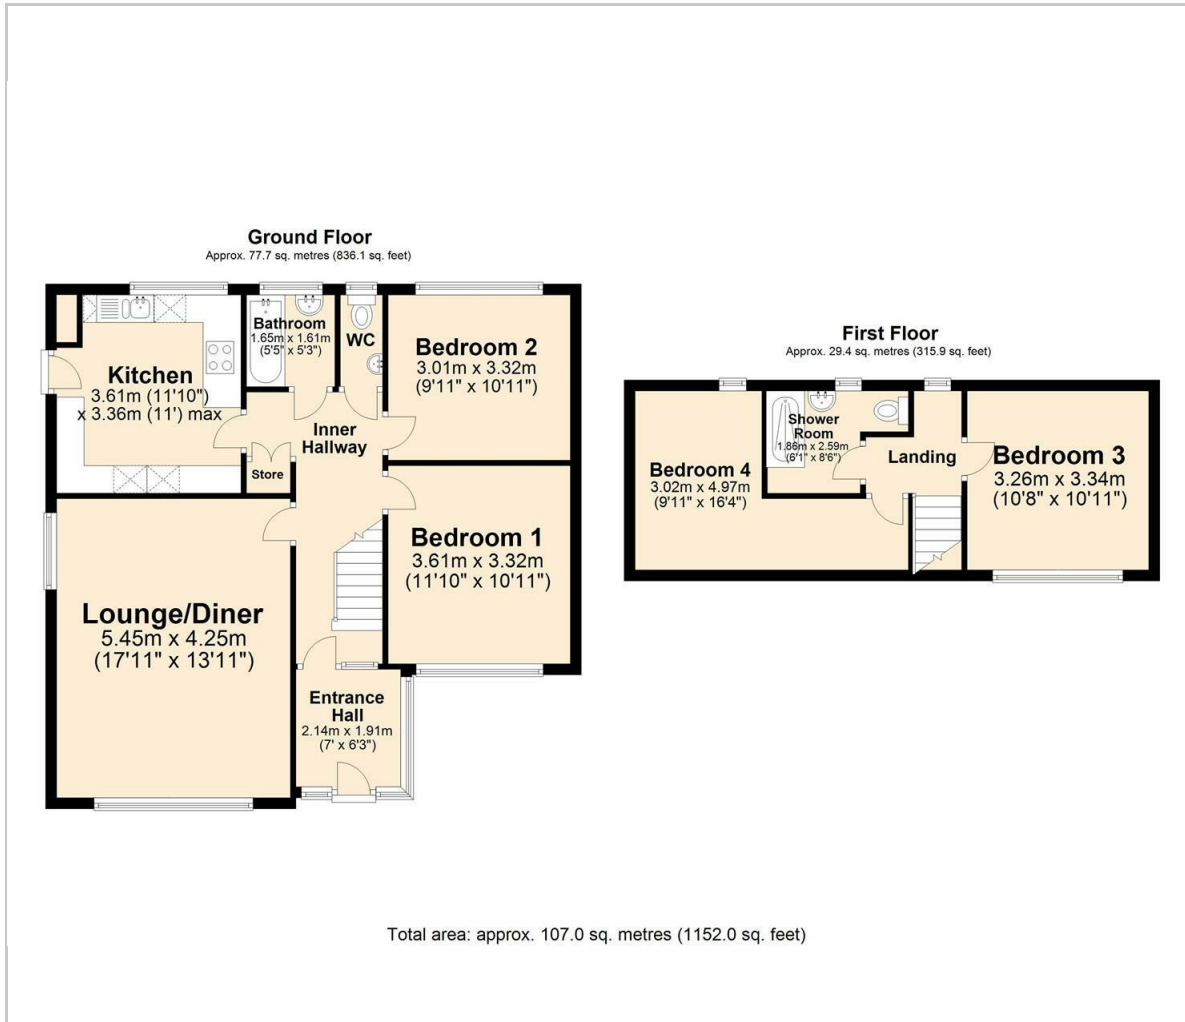 Ground Floor
Approx. 77.7 sq. metres (836.1 sq. feet)
Kitchen
3.61m (11'10")
x 3.36m (11') max
Bathroom
1.65m x 1.61m
(5'5" x 5'3")
WC
Bedroom 2
3.01m x 3.32m
(9'11" x 10'11")
Inner
Hallway
Store
Bedroom 1
3.61m x 3.32m
(11'10" x 10'11")
Lounge/Diner
5.45m x 4.25m
(17'11" x 13'11")
Entrance
Hall
2.14m x 1.91m
(7' x 6'3")
First Floor
Approx. 29.4 sq. metres (315.9 sq. feet)
Shower
Room
1.86m x 2.59m
(6'1" x 8'6")
Bedroom 4
3.02m x 4.97m
(9'11" x 16'4")
Landing
Bedroom 3
3.26m x 3.34m
(10'8" x 10'11")
Total area: approx. 107.0 sq. metres (1152.0 sq. feet)